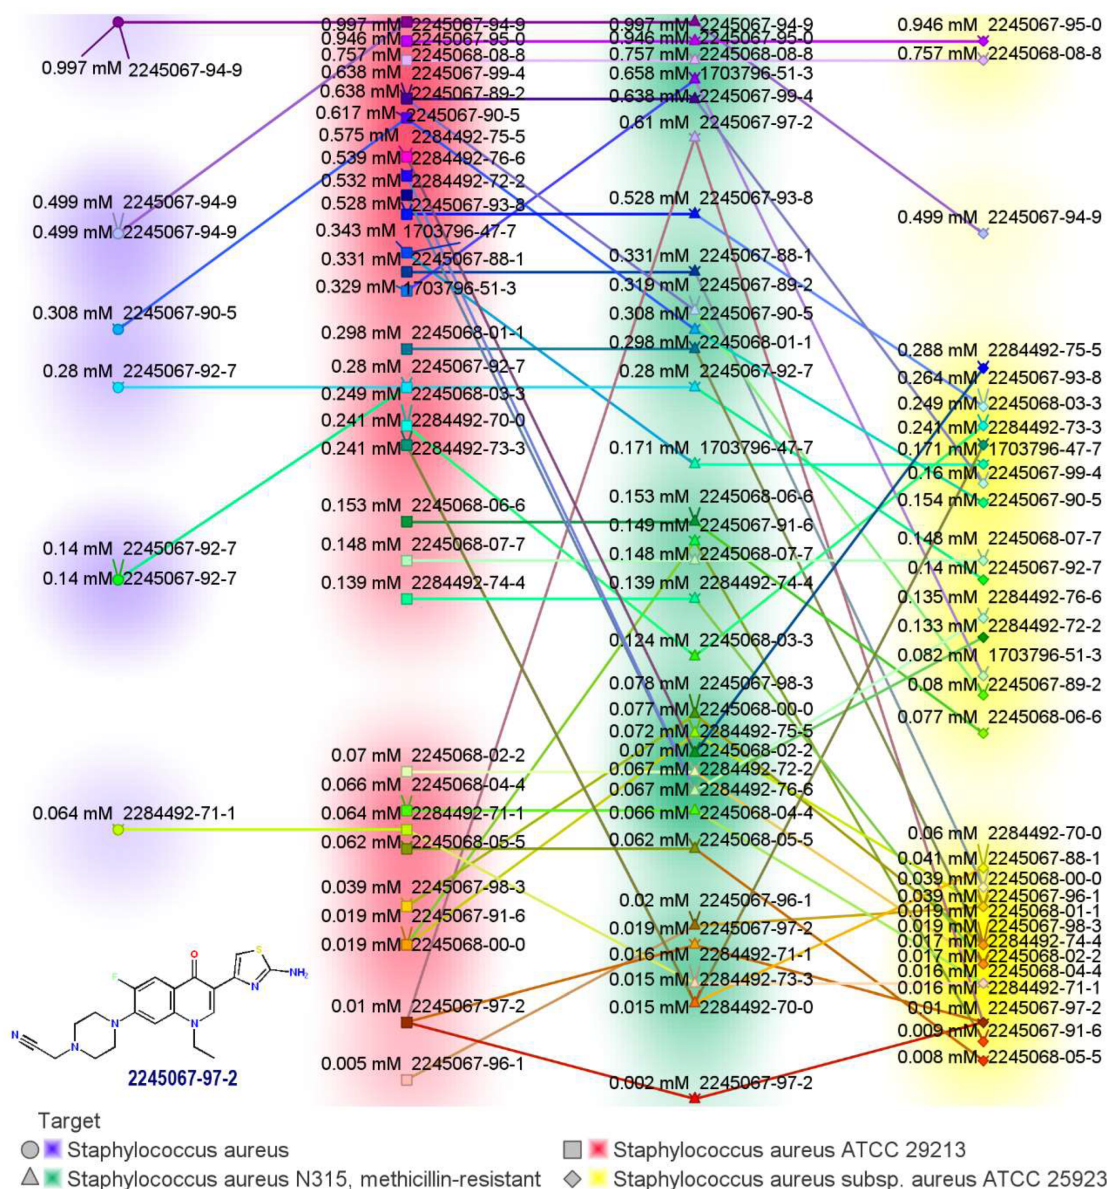 0.997 mM 2245067-94-9
0.499 mM 2245067-94-9
0.499 mM 2245067-94-9
0.308 mM 2245067-90-5
0.28 mM 2245067-92-7
0.14 mM 2245067-92-7
0.14 mM 2245067-92-7
0.064 mM 2284492-71-1
0.997 mM 2245067-94-9
0.946 mM 2245067-95-0
0.757 mM 2245068-08-8
0.638 mM 2245067-99-4
0.638 mM 2245067-89-2
0.617 mM 2245067-90-5
0.575 mM 2284492-75-5
0.539 mM 2284492-76-6
0.532 mM 2284492-72-2
0.528 mM 2245067-93-8
0.343 mM 1703796-47-7
0.331 mM 2245067-88-1
0.329 mM 1703796-51-3
0.298 mM 2245068-01-1
0.28 mM 2245067-92-7
0.249 mM 2245068-03-3
0.241 mM 2284492-70-0
0.241 mM 2284492-73-3
0.153 mM 2245068-06-6
0.148 mM 2245068-07-7
0.139 mM 2284492-74-4
0.07 mM 2245068-02-2
0.066 mM 2245068-04-4
0.064 mM 2284492-71-1
0.062 mM 2245068-05-5
0.039 mM 2245067-98-3
0.019 mM 2245067-91-6
0.019 mM 2245068-00-0
0.01 mM 2245067-97-2
0.005 mM 2245067-96-1
0.997 mM 2245067-94-9
0.946 mM 2245067-95-0
0.757 mM 2245068-08-8
0.658 mM 1703796-51-3
0.638 mM 2245067-99-4
0.61 mM 2245067-97-2
0.528 mM 2245067-93-8
0.331 mM 2245067-88-1
0.319 mM 2245067-89-2
0.308 mM 2245067-90-5
0.298 mM 2245068-01-1
0.28 mM 2245067-92-7
0.171 mM 1703796-47-7
0.153 mM 2245068-06-6
0.149 mM 2245067-91-6
0.148 mM 2245068-07-7
0.139 mM 2284492-74-4
0.124 mM 2245068-03-3
0.078 mM 2245067-98-3
0.077 mM 2245068-00-0
0.072 mM 2284492-75-5
0.07 mM 2245068-02-2
0.067 mM 2284492-72-2
0.067 mM 2284492-76-6
0.066 mM 2245068-04-4
0.062 mM 2245068-05-5
0.02 mM 2245067-96-1
0.019 mM 2245067-97-2
0.016 mM 2284492-71-1
0.015 mM 2284492-73-3
0.015 mM 2284492-70-0
0.002 mM 2245067-97-2
0.946 mM 2245067-95-0
0.757 mM 2245068-08-8
0.499 mM 2245067-94-9
0.288 mM 2284492-75-5
0.264 mM 2245067-93-8
0.249 mM 2245068-03-3
0.241 mM 2284492-73-3
0.171 mM 1703796-47-7
0.16 mM 2245067-99-4
0.154 mM 2245067-90-5
0.148 mM 2245068-07-7
0.14 mM 2245067-92-7
0.135 mM 2284492-76-6
0.133 mM 2284492-72-2
0.082 mM 1703796-51-3
0.08 mM 2245067-89-2
0.077 mM 2245068-06-6
0.06 mM 2284492-70-0
0.041 mM 2245067-88-1
0.039 mM 2245068-00-0
0.039 mM 2245067-96-1
0.019 mM 2245068-01-1
0.019 mM 2245067-98-3
0.017 mM 2284492-74-4
0.017 mM 2245068-02-2
0.016 mM 2245068-04-4
0.016 mM 2284492-71-1
0.01 mM 2245067-97-2
0.009 mM 2245067-91-6
0.008 mM 2245068-05-5
O
S
F
NH₂
N
N
N
N
N
2245067-97-2
Target
Staphylococcus aureus
Staphylococcus aureus ATCC 29213
Staphylococcus aureus N315, methicillin-resistant
Staphylococcus aureus subsp. aureus ATCC 25923